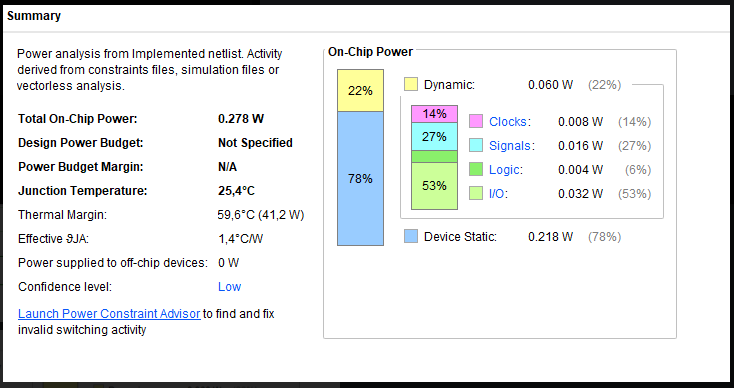 Summary
Power analysis from Implemented netlist. Activity
derived from constraints files, simulation files or
vectorless analysis.
Total On-Chip Power: 0.278 W
Design Power Budget: Not Specified
Power Budget Margin: N/A
Junction Temperature: 25,4°C
Thermal Margin: 59,6°C (41,2 W)
Effective ϑJA: 1,4°C/W
Power supplied to off-chip devices: 0 W
Confidence level: Low
Launch Power Constraint Advisor to find and fix
invalid switching activity
On-Chip Power
22%
78%
Dynamic: 0.060 W (22%)
14%
27%
53%
Clocks: 0.008 W (14%)
Signals: 0.016 W (27%)
Logic: 0.004 W (6%)
I/O: 0.032 W (53%)
Device Static: 0.218 W (78%)